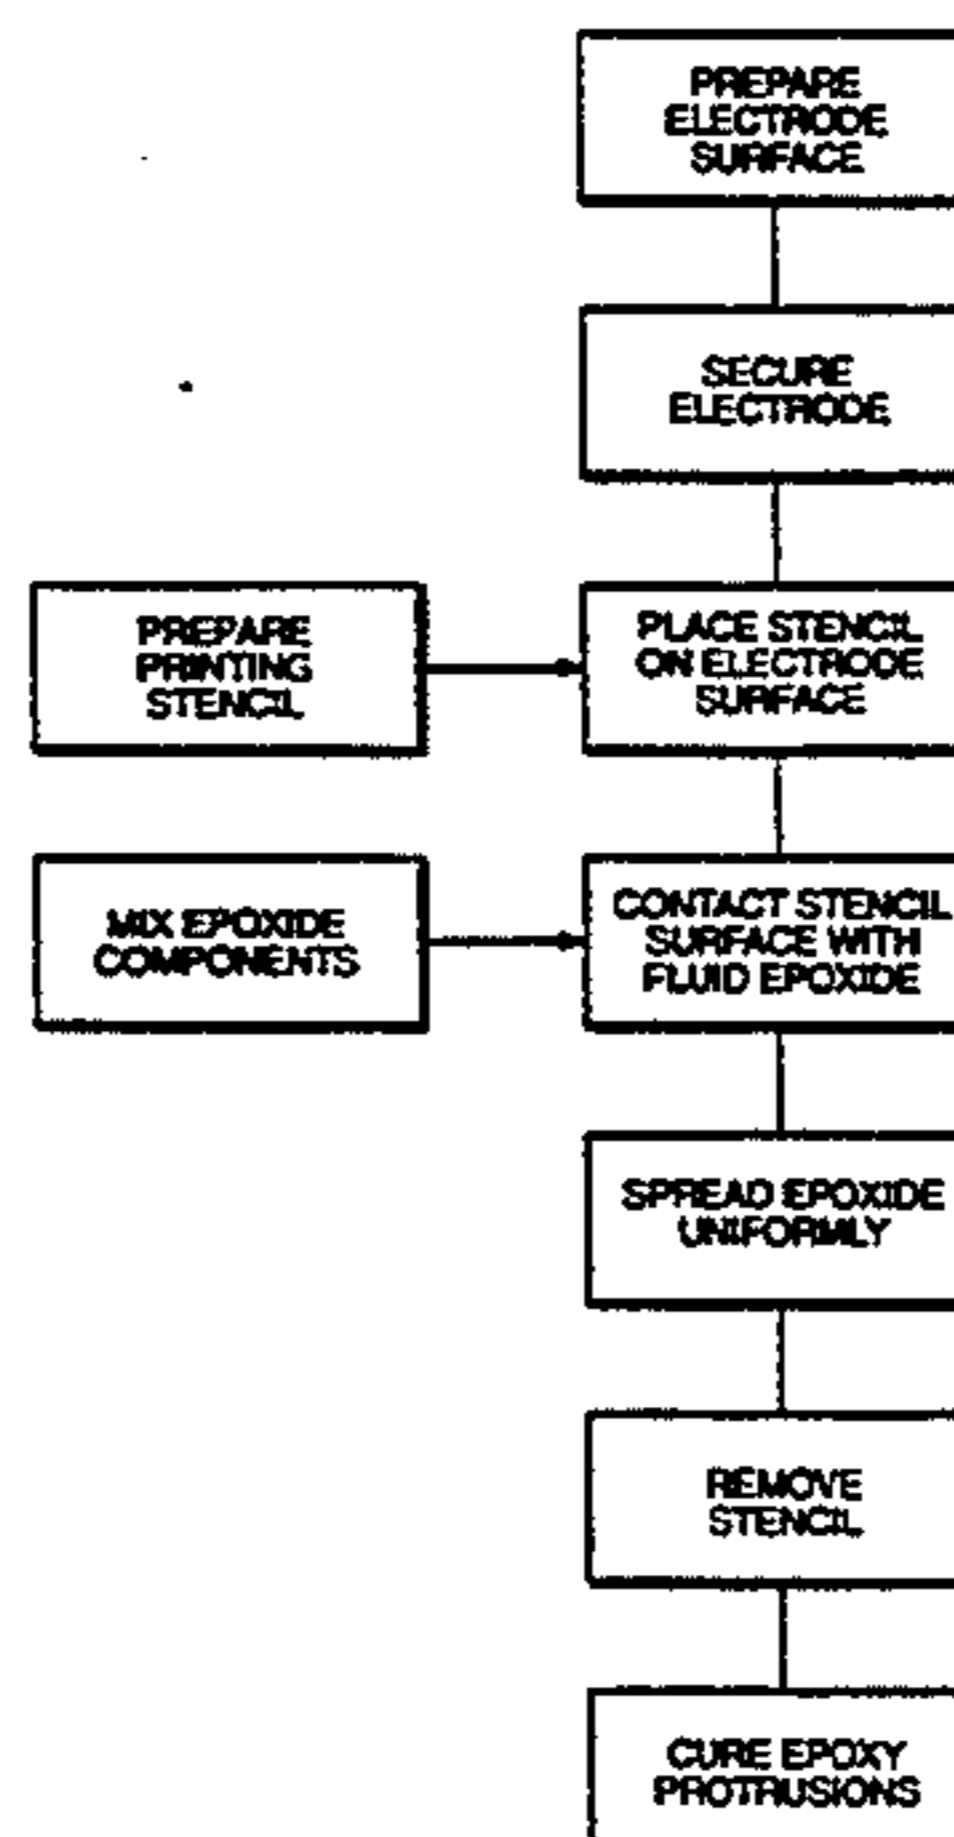 PREPARE
ELECTRODE
SURFACE
SECURE
ELECTRODE
PREPARE
PRINTING
STENCIL
PLACE STENCIL
ON ELECTRODE
SURFACE
MIX EPOXIDE
COMPONENTS
CONTACT STENCIL
SURFACE WITH
FLUID EPOXIDE
SPREAD EPOXIDE
UNIFORMLY
REMOVE
STENCIL
CURE EPOXY
PROTRUSIONS